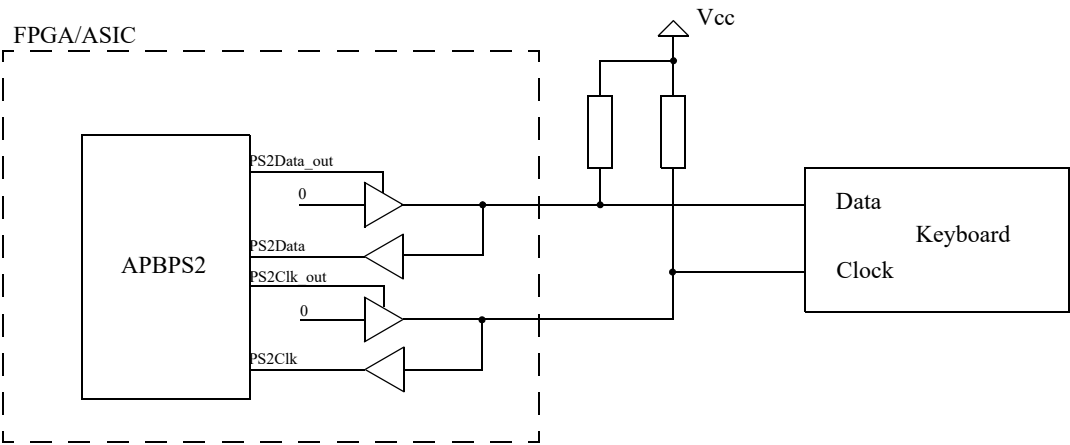 Vcc
FPGA/ASIC
PS2Data_out
0
Data
Keyboard
PS2Data
APBPS2
Clock
PS2Clk_out
0
PS2Clk